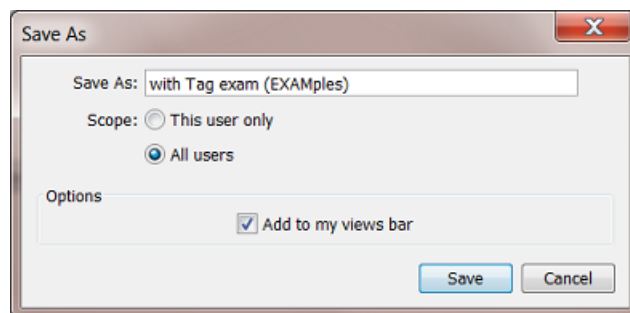 Save As
Save As: with Tag exam (EXAMples)
Scope: This user only
All users
Options
Add to my views bar
Save Cancel